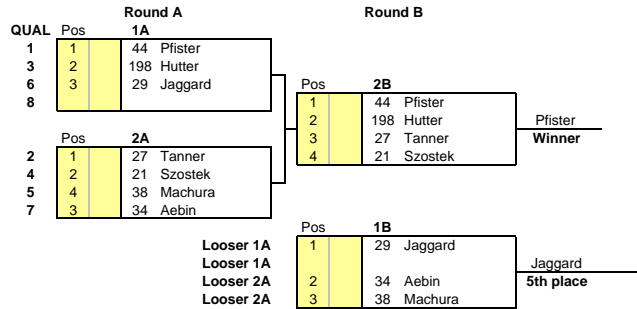 Round A Round B
QUAL Pos 1A
1 1 44 Pfister
3 2 198 Hutter
6 3 29 Jaggard
8
Pos 2B
1 44 Pfister
2 198 Hutter Pfister
3 27 Tanner Winner
4 21 Szostek
Pos 2A
2 1 27 Tanner
4 2 21 Szostek
5 4 38 Machura
7 3 34 Aebin
Pos 1B
Looser 1A 1 29 Jaggard
Looser 1A Jaggard
Looser 2A 2 34 Aebin 5th place
Looser 2A 3 38 Machura